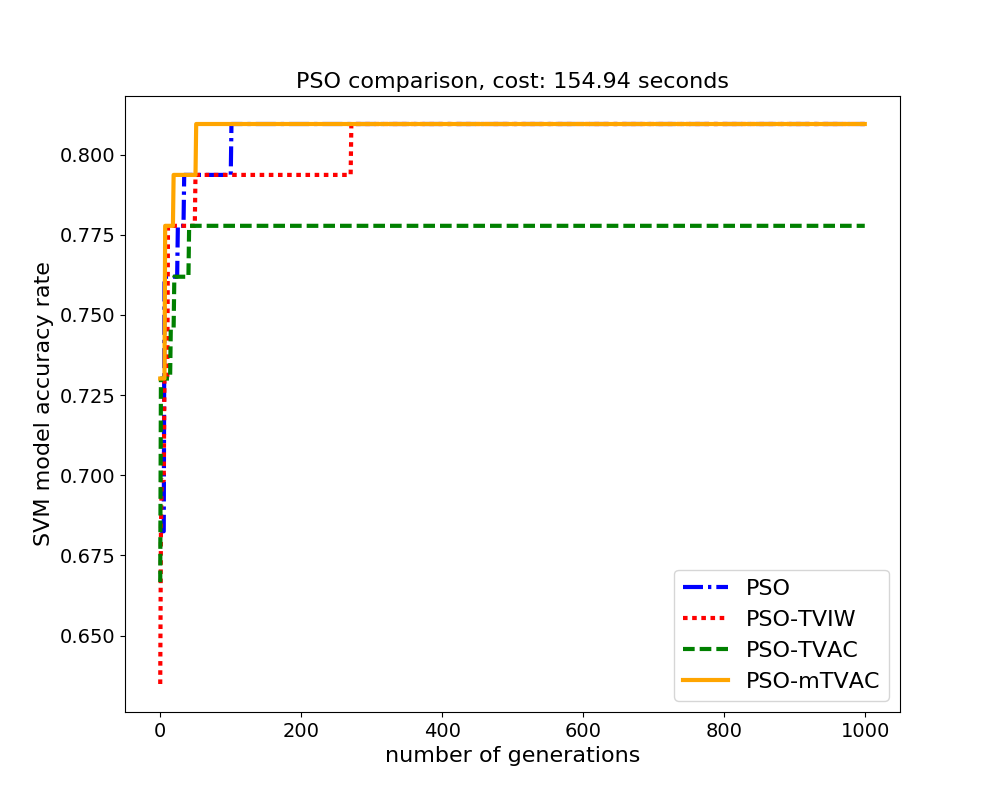 PSO comparison, cost: 154.94 seconds
SVM model accuracy rate
0.800
0.775
0.750
0.725
0.700
0.675
0.650
0 200 400 600 800 1000
number of generations
PSO
PSO-TVIW
PSO-TVAC
PSO-mTVAC